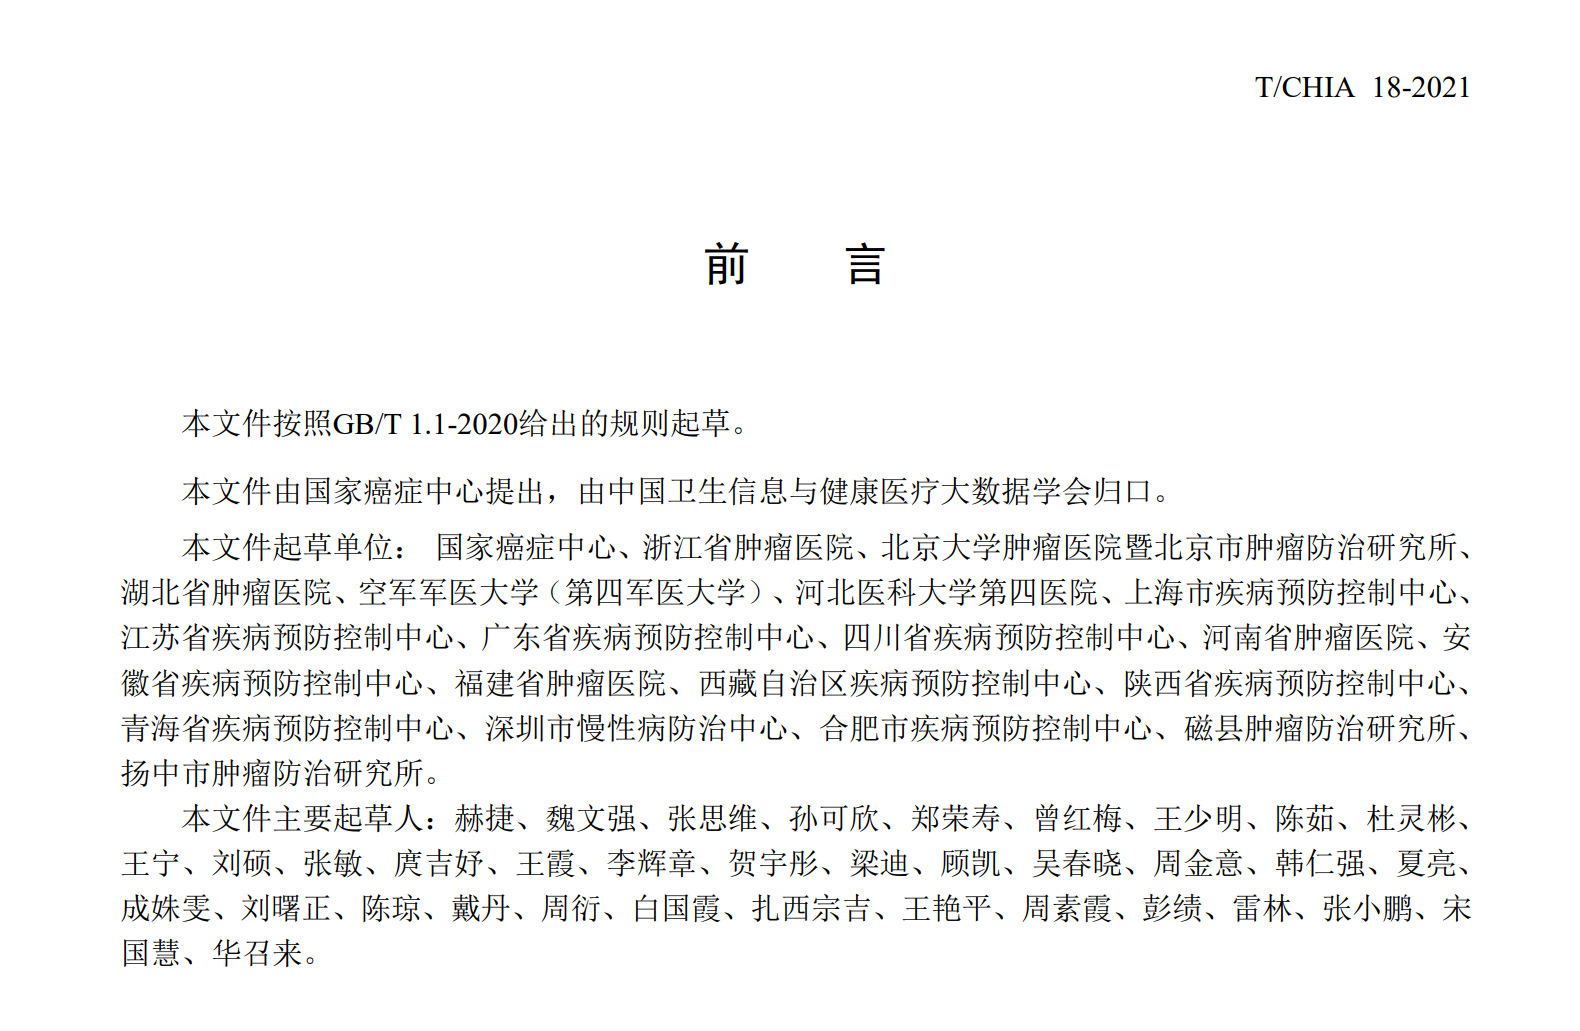 T/CHIA 18-2021
前 言
本文件按照GB/T 1.1-2020给出的规则起草。
本文件由国家癌症中心提出，由中国卫生信息与健康医疗大数据学会归口。
本文件起草单位： 国家癌症中心、浙江省肿瘤医院、北京大学肿瘤医院暨北京市肿瘤防治研究所、
湖北省肿瘤医院、空军军医大学（第四军医大学）、河北医科大学第四医院、上海市疾病预防控制中心、
江苏省疾病预防控制中心、广东省疾病预防控制中心、四川省疾病预防控制中心、河南省肿瘤医院、安
徽省疾病预防控制中心、福建省肿瘤医院、西藏自治区疾病预防控制中心、陕西省疾病预防控制中心、
青海省疾病预防控制中心、深圳市慢性病防治中心、合肥市疾病预防控制中心、磁县肿瘤防治研究所、
扬中市肿瘤防治研究所。
本文件主要起草人：赫捷、魏文强、张思维、孙可欣、郑荣寿、曾红梅、王少明、陈茹、杜灵彬、
王宁、刘硕、张敏、庹吉妤、王霞、李辉章、贺宇彤、梁迪、顾凯、吴春晓、周金意、韩仁强、夏亮、
成姝雯、刘曙正、陈琼、戴丹、周衍、白国霞、扎西宗吉、王艳平、周素霞、彭绩、雷林、张小鹏、宋
国慧、华召来。